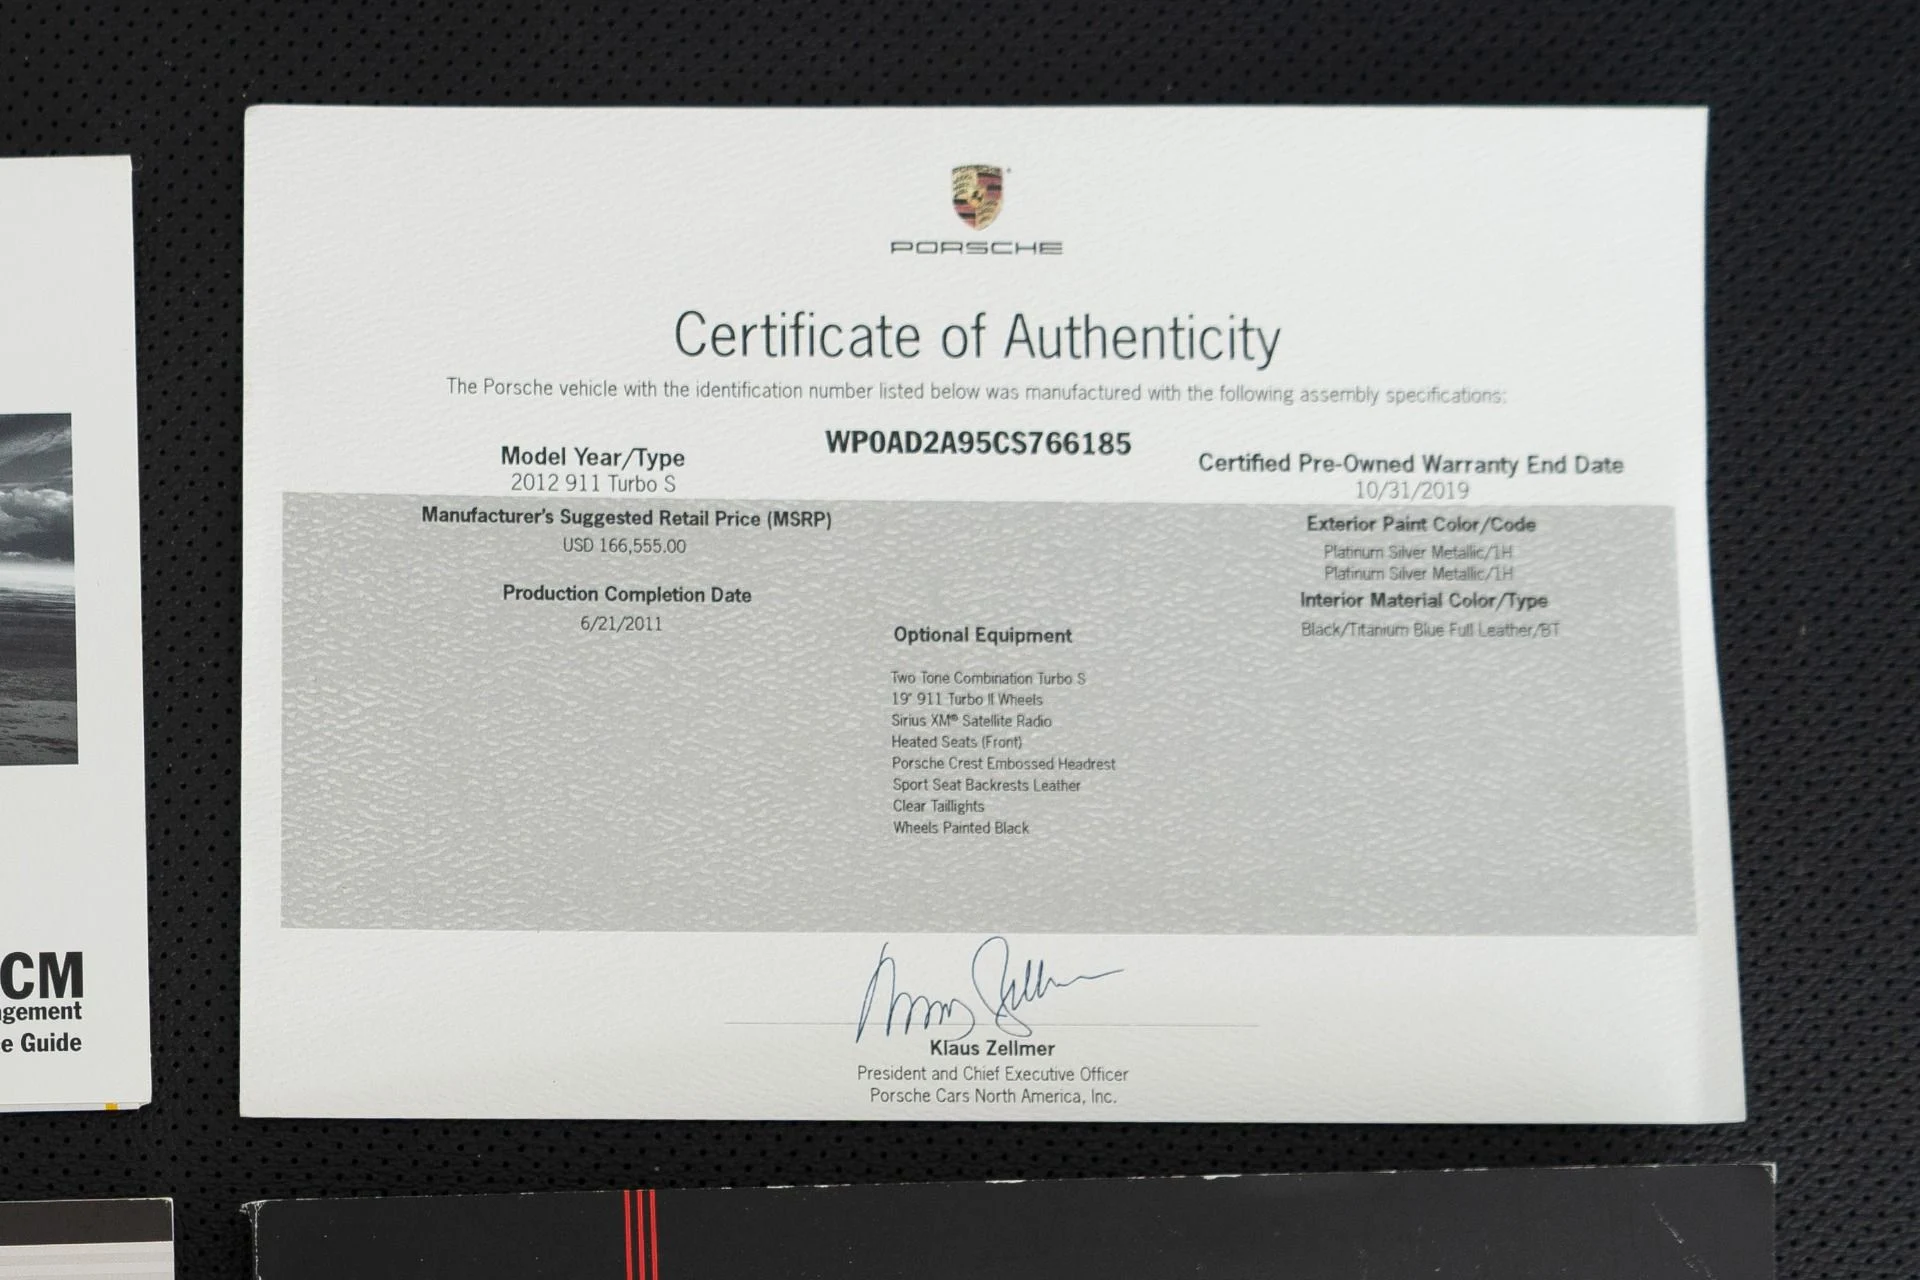 PORSCHE
PORSCHE
Certificate of Authenticity
The Porsche vehicle with the identification number listed below was manufactured with the following assembly specifications:
WP0AD2A95CS766185
Model Year/Type
2012 911 Turbo S
Certified Pre-Owned Warranty End Date
10/31/2019
Manufacturer's Suggested Retail Price (MSRP)
USD 166,555.00
Production Completion Date
6/21/2011
Exterior Paint Color/Code
Platinum Silver Metallic/1H
Platinum Silver Metallic/1H
Interior Material Color/Type
Black/Titanium Blue Full Leather/BT
Optional Equipment
Two Tone Combination Turbo S
19" 911 Turbo II Wheels
Sirius XM® Satellite Radio
Heated Seats (Front)
Porsche Crest Embossed Headrest
Sport Seat Backrests Leather
Clear Taillights
Wheels Painted Black
Klaus Zellmer
President and Chief Executive Officer
Porsche Cars North America, Inc.
CM
gement
e Guide